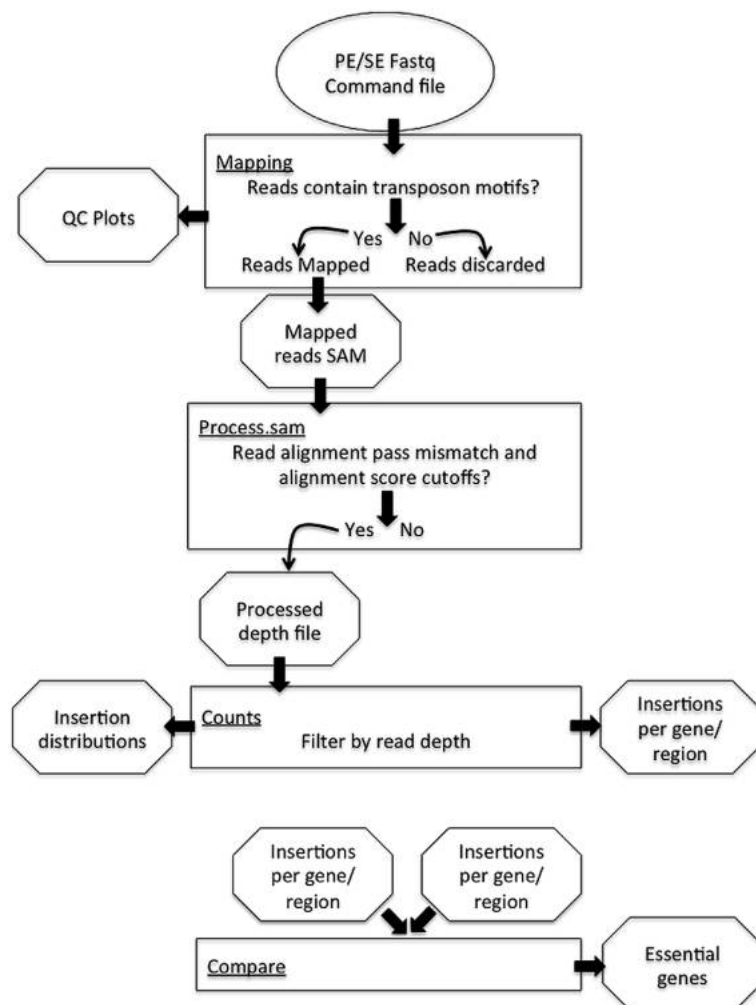 PE/SE Fastq
Command file
Mapping
Reads contain transposon motifs?
QC Plots
Yes No
Reads Mapped Reads discarded
Mapped
reads SAM
Process.sam
Read alignment pass mismatch and
alignment score cutoffs?
Yes No
Processed
depth file
Insertion
distributions
Counts
Filter by read depth
Insertions
per gene/
region
Insertions
per gene/
region
Insertions
per gene/
region
Compare
Essential
genes